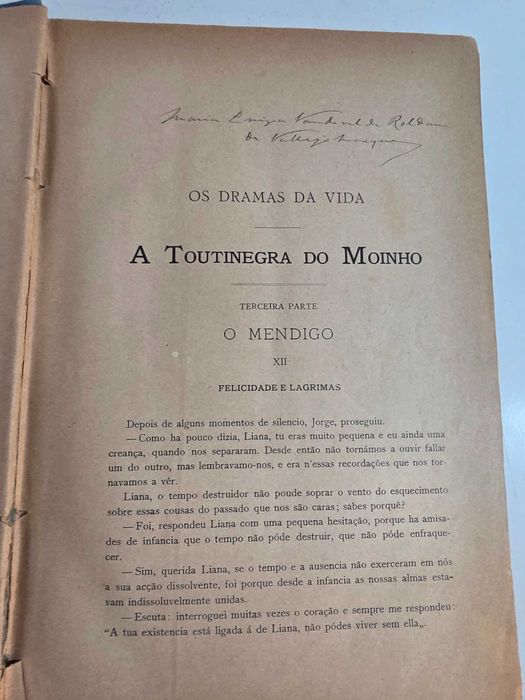 Maria Luiza de Roldan
de
OS DRAMAS DA VIDA
A TOUTINEGRA DO MOINHO
TERCEIRA PARTE
O MENDIGO
XII
FELICIDADE E LAGRIMAS
Depois de alguns momentos de silencio, Jorge, proseguiu.
—Como ha pouco dizia, Liana, tu eras muito pequena e eu ainda uma
creança, quando nos separaram. Desde então não tornámos a ouvir fallar
um do outro, mas lembravamo-nos, e era n'essas recordações que nos tor-
navamos a vêr.
Liana, o tempo destruidor não poude soprar o vento do esquecimento
sobre essas cousas do passado que nos são caras; sabes porquê?
—Foi, respondeu Liana com uma pequena hesitação, porque ha amisa-
des de infancia que o tempo não póde destruir, que não póde enfraque-
cer.
—Sim, querida Liana, se o tempo e a ausencia não exerceram em nós
a sua acção dissolvente, foi porque desde a infancia as nossas almas esta-
vam indissoluvelmente unidas.
—Escuta: interroguei muitas vezes o coração e sempre me respondeu:
“A tua existencia está ligada á de Liana, não pódes viver sem ella„.